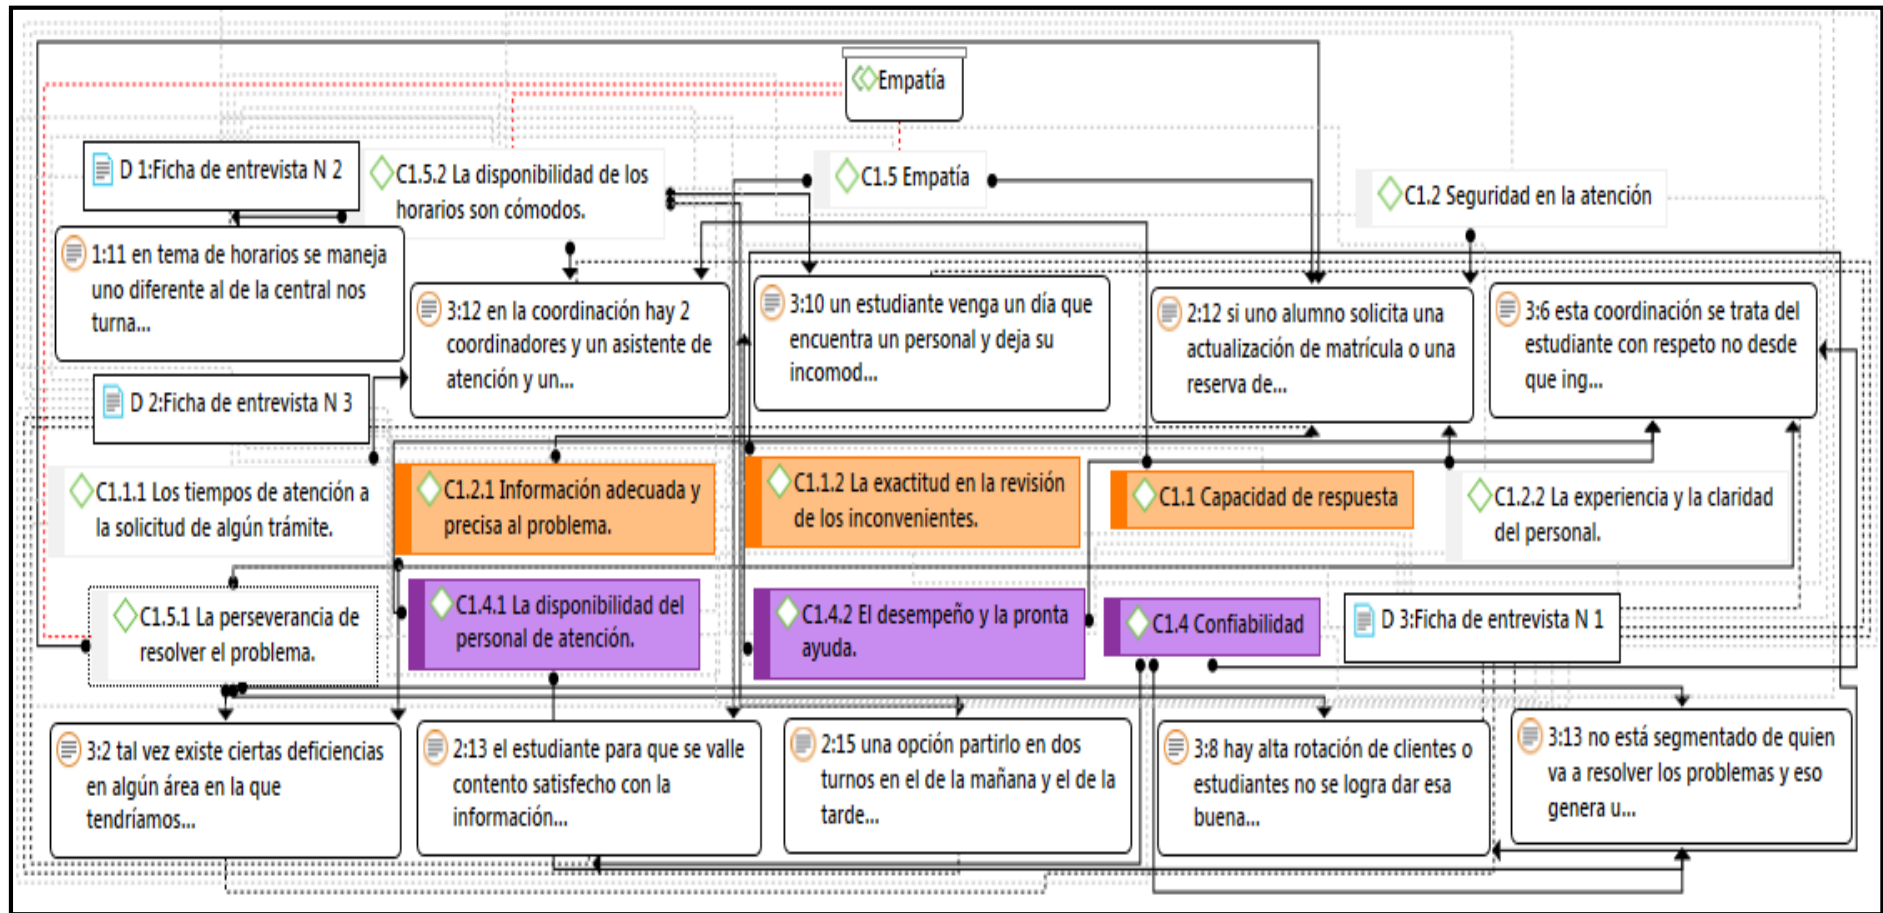 Empatía
D 1:Ficha de entrevista N 2
C1.5.2 La disponibilidad de los
horarios son cómodos.
C1.5 Empatía
C1.2 Seguridad en la atención
1:11 en tema de horarios se maneja
uno diferente al de la central nos
turna...
3:12 en la coordinación hay 2
coordinadores y un asistente de
atención y un...
3:10 un estudiante venga un día que
encuentra un personal y deja su
incomod...
2:12 si uno alumno solicita una
actualización de matrícula o una
reserva de...
3:6 esta coordinación se trata del
estudiante con respeto no desde
que ing...
D 2:Ficha de entrevista N 3
C1.1.1 Los tiempos de atención a
la solicitud de algún trámite.
C1.2.1 Información adecuada y
precisa al problema.
C1.1.2 La exactitud en la revisión
de los inconvenientes.
C1.1 Capacidad de respuesta
C1.2.2 La experiencia y la claridad
del personal.
C1.5.1 La perseverancia de
resolver el problema.
C1.4.1 La disponibilidad del
personal de atención.
C1.4.2 El desempeño y la pronta
ayuda.
C1.4 Confiabilidad
D 3:Ficha de entrevista N 1
3:2 tal vez existe ciertas deficiencias
en algún área en la que
tendríamos...
2:13 el estudiante para que se valle
contento satisfecho con la
información...
2:15 una opción partirlo en dos
turnos en el de la mañana y el de la
tarde...
3:8 hay alta rotación de clientes o
estudiantes no se logra dar esa
buena...
3:13 no está segmentado de quien
va a resolver los problemas y eso
genera u...